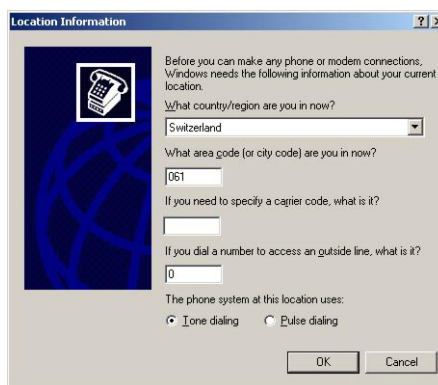 Location Information
Before you can make any phone or modem connections,
Windows needs the following information about your current
location.
What country/region are you in now?
Switzerland
What area code (or city code) are you in now?
061
If you need to specify a carrier code, what is it?
If you dial a number to access an outside line, what is it?
0
The phone system at this location uses:
Tone dialing Pulse dialing
OK Cancel